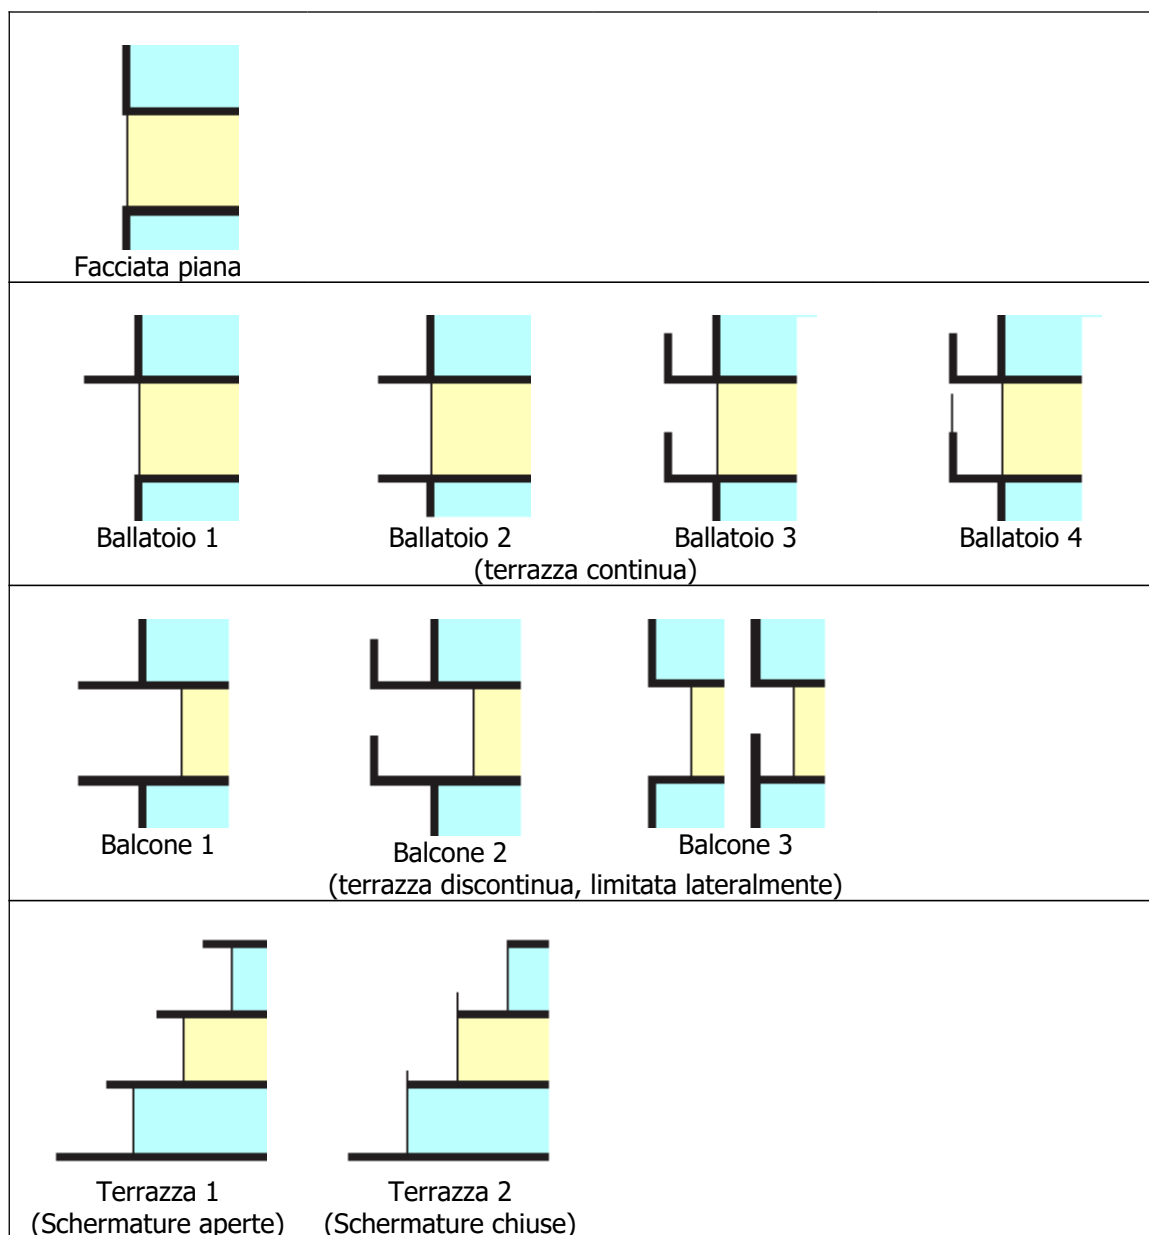 Facciata piana
Ballatoio 1 Ballatoio 2 Ballatoio 3 Ballatoio 4
(terrazza continua)
Balcone 1 Balcone 2 Balcone 3
(terrazza discontinua, limitata lateralmente)
Terrazza 1 Terrazza 2
(Schermature aperte) (Schermature chiuse)